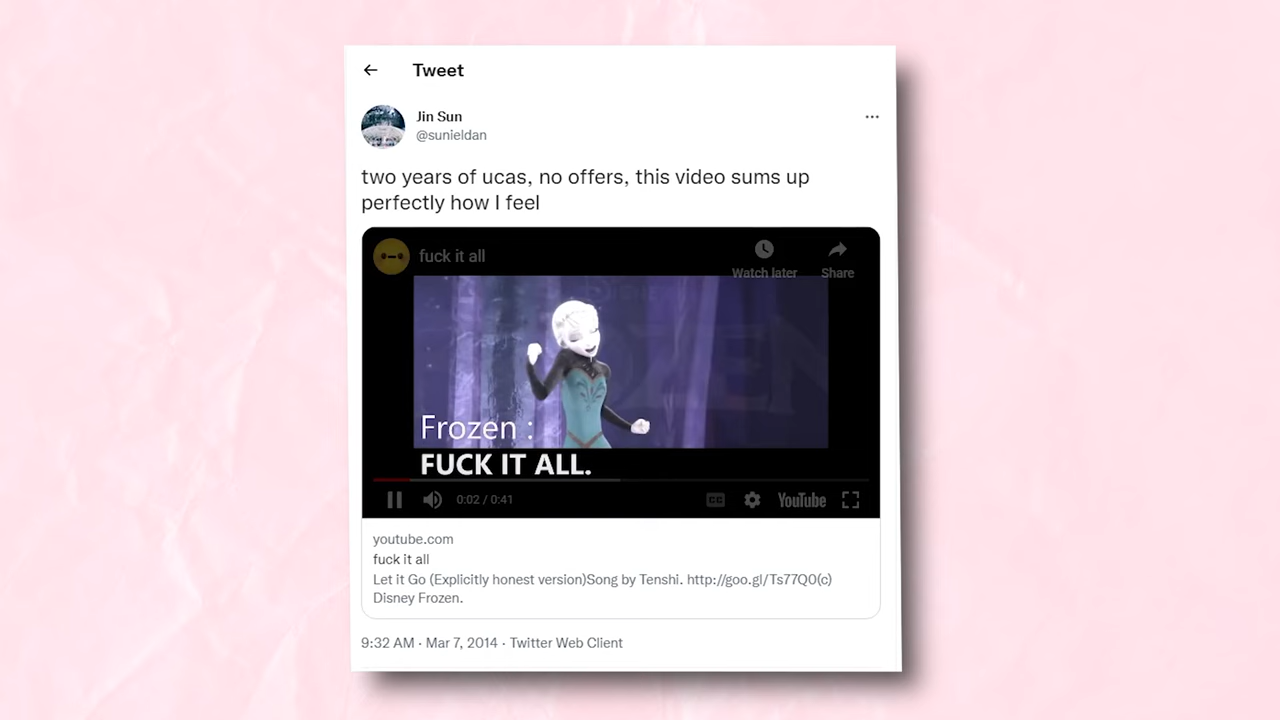 Tweet
Jin Sun
@sunieldan
two years of ucas, no offers, this video sums up
perfectly how I feel
fuck it all
Watch later
Share
Frozen :
FUCK IT ALL.
0:02 / 0:41
CC
YouTube
youtube.com
fuck it all
Let it Go (Explicitly honest version)Song by Tenshi. http://goo.gl/Ts77Q0(c)
Disney Frozen.
9:32 AM · Mar 7, 2014 · Twitter Web Client